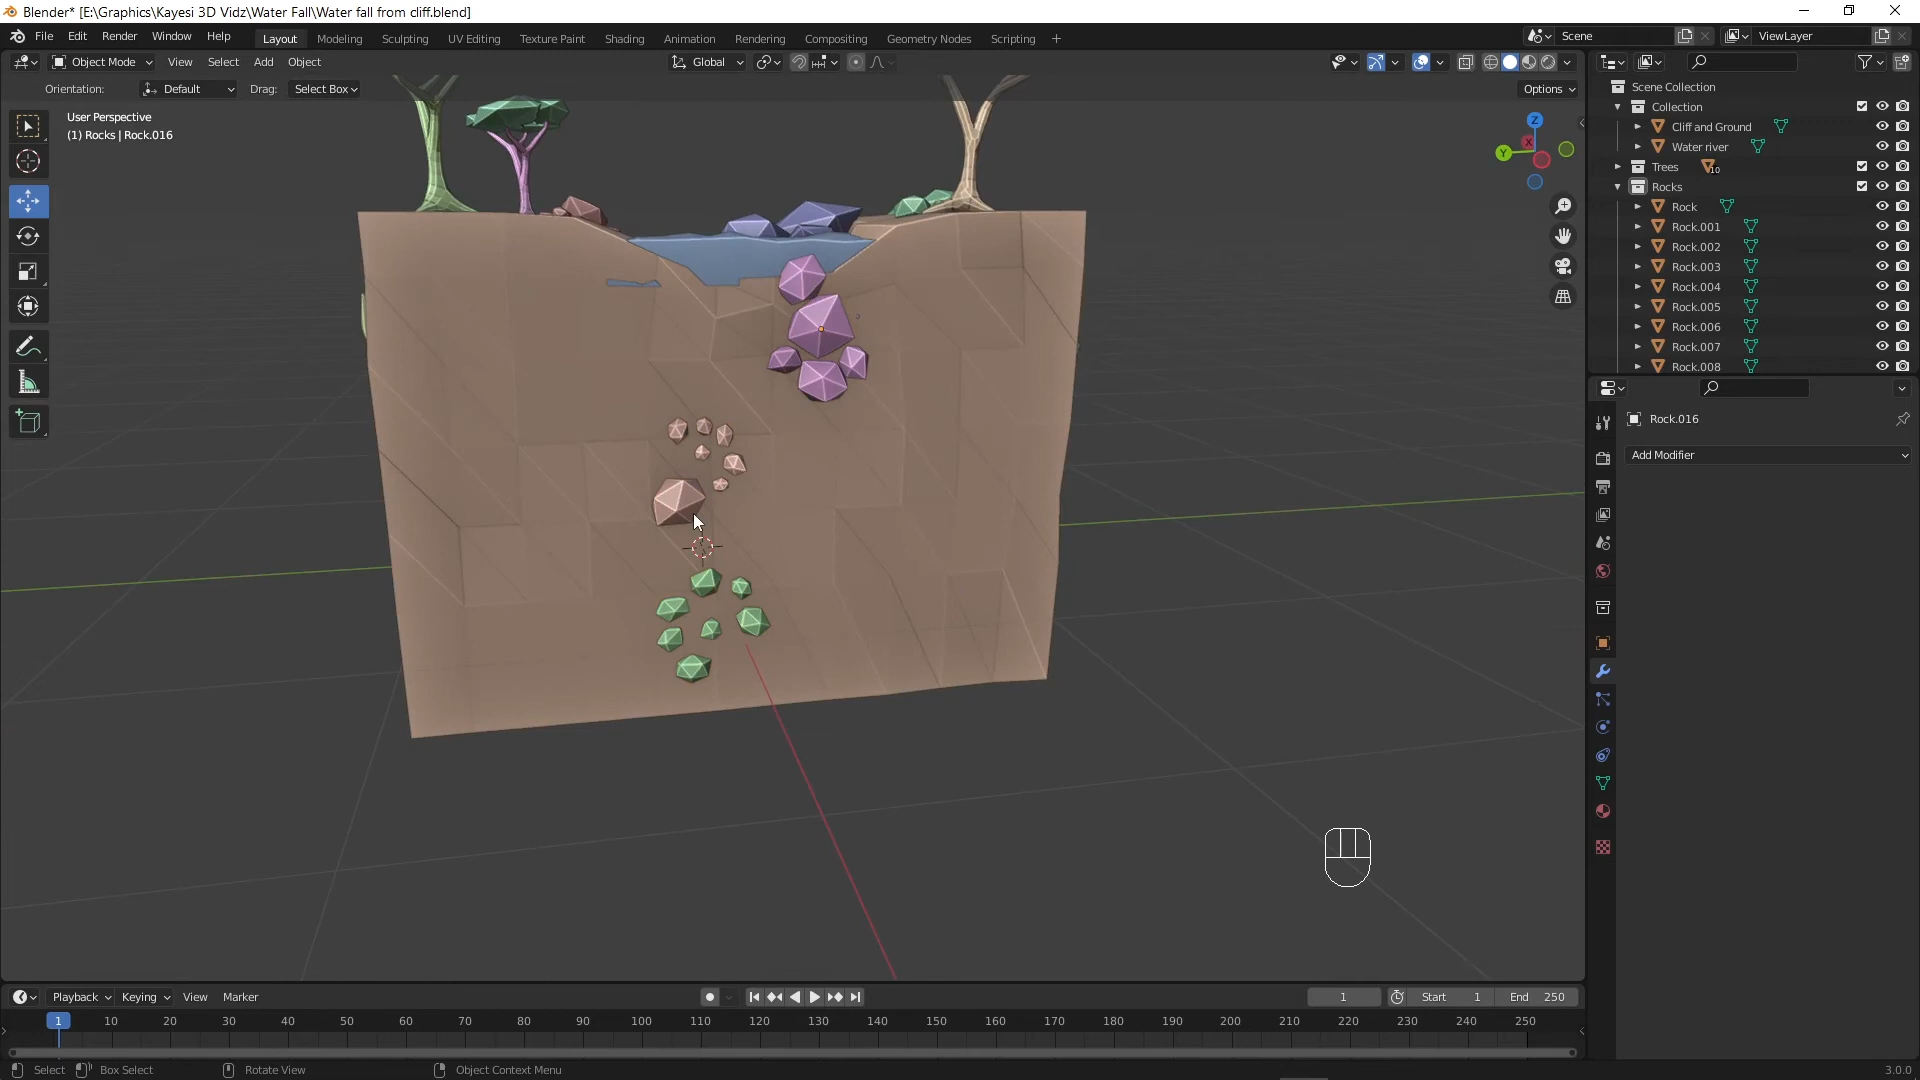 Blender* [E:\Graphics\Kayesi 3D Vidz\Water Fall\Water fall from cliff.blend]
File Edit Render Window Help Layout Modeling Sculpting UV Editing Texture Paint Shading Animation Rendering Compositing Geometry Nodes Scripting + Scene ViewLayer
Object Mode View Select Add Object Global
Orientation: Default Drag: Select Box Options
User Perspective
(1) Rocks | Rock.016
Z
Y
X
Scene Collection
Collection
Cliff and Ground
Water river
Trees 10
Rocks
Rock
Rock.001
Rock.002
Rock.003
Rock.004
Rock.005
Rock.006
Rock.007
Rock.008
Rock.016
Add Modifier
Playback Keying View Marker 1 Start 1 End 250
1 10 20 30 40 50 60 70 80 90 100 110 120 130 140 150 160 170 180 190 200 210 220 230 240 250
Select Box Select Rotate View Object Context Menu 3.0.0